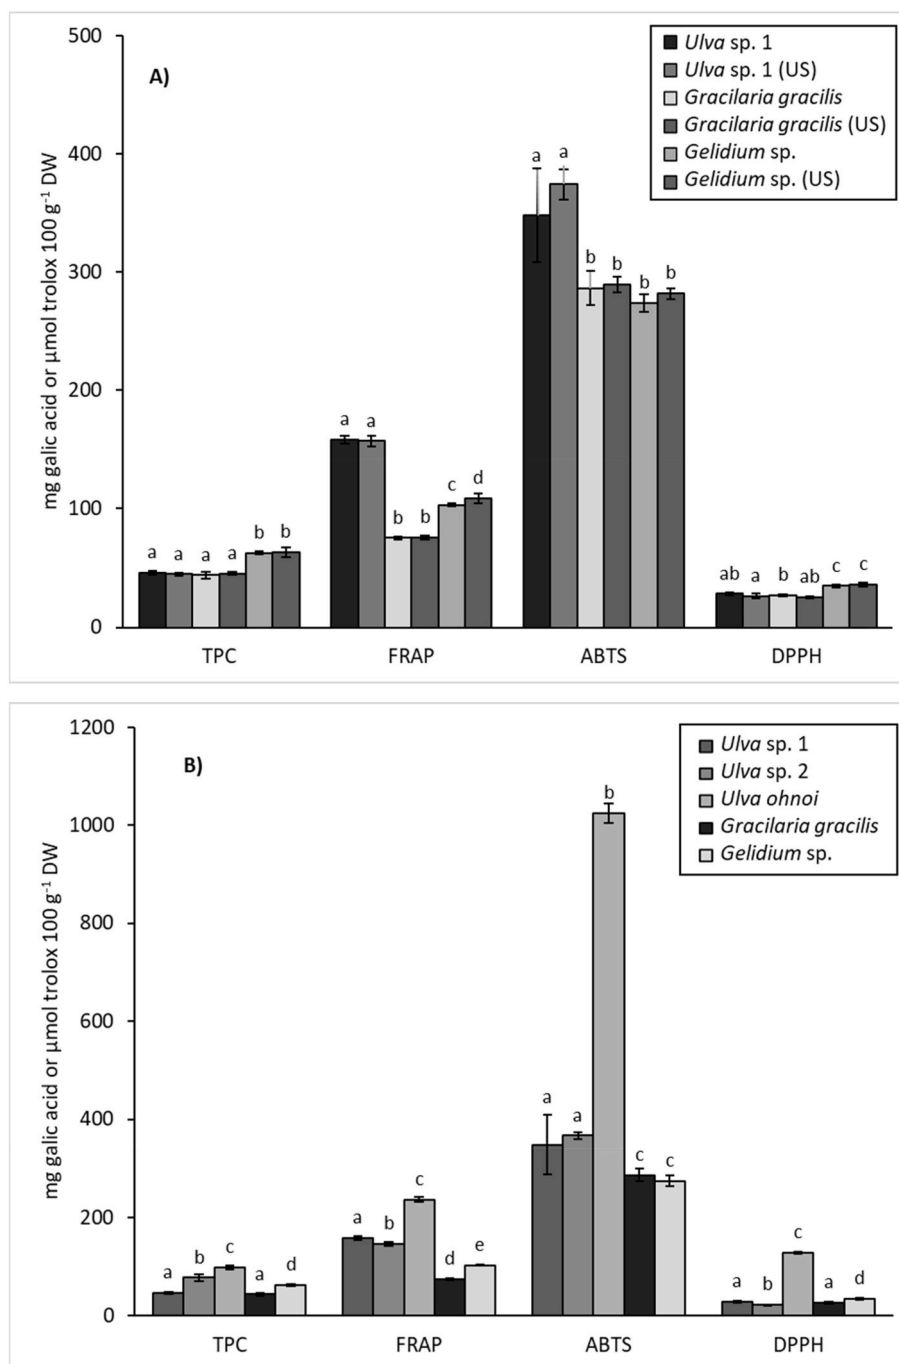 A)
mg galic acid or µmol trolox 100 g⁻¹ DW
500
400
300
200
100
0
Ulva sp. 1
Ulva sp. 1 (US)
Gracilaria gracilis
Gracilaria gracilis (US)
Gelidium sp.
Gelidium sp. (US)
a a a a b b
a a b b c d
a a b b b b
ab a b ab c c
TPC FRAP ABTS DPPH
B)
mg galic acid or µmol trolox 100 g⁻¹ DW
1200
1000
800
600
400
200
0
Ulva sp. 1
Ulva sp. 2
Ulva ohnoi
Gracilaria gracilis
Gelidium sp.
a b c a d
a b c d e
a a b c c
a b c a d
TPC FRAP ABTS DPPH